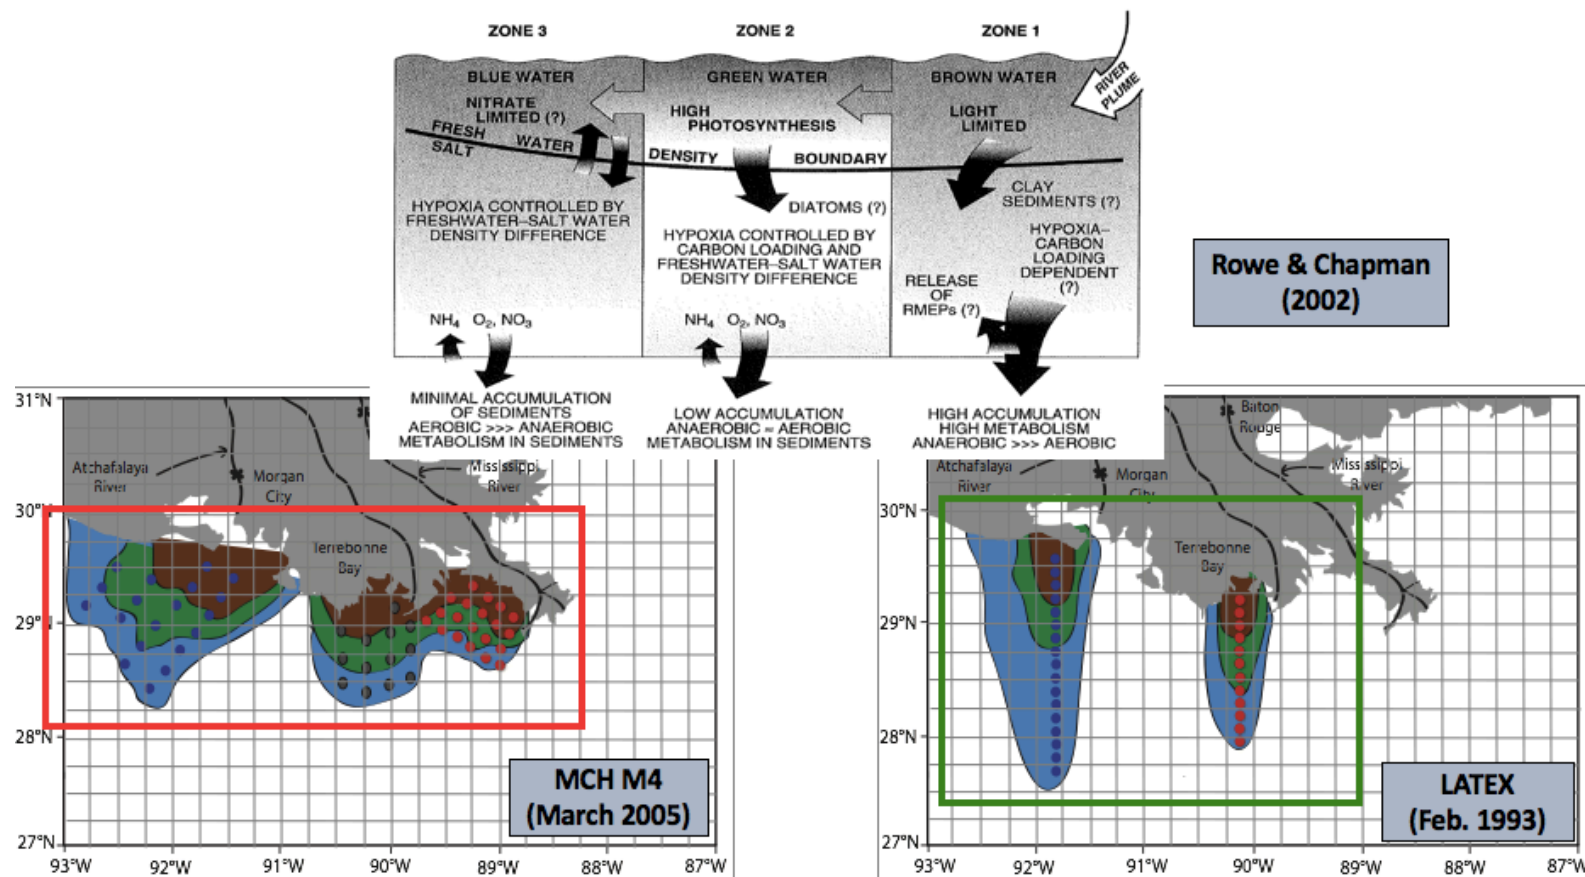 ZONE 3
ZONE 2
ZONE 1
BLUE WATER
GREEN WATER
BROWN WATER
RIVER
PLUME
NITRATE
LIMITED (?)
HIGH
PHOTOSYNTHESIS
LIGHT
LIMITED
FRESH WATER
SALT
DENSITY BOUNDARY
CLAY
SEDIMENTS (?)
DIATOMS (?)
HYPOXIA CONTROLLED BY
FRESHWATER–SALT WATER
DENSITY DIFFERENCE
HYPOXIA CONTROLLED BY
CARBON LOADING AND
FRESHWATER–SALT WATER
DENSITY DIFFERENCE
HYPOXIA–
CARBON
LOADING
DEPENDENT
(?)
RELEASE
OF
RMEPs (?)
NH4 O2, NO3
NH4 O2, NO3
MINIMAL ACCUMULATION
OF SEDIMENTS
AEROBIC >>> ANAEROBIC
METABOLISM IN SEDIMENTS
LOW ACCUMULATION
ANAEROBIC = AEROBIC
METABOLISM IN SEDIMENTS
HIGH ACCUMULATION
HIGH METABOLISM
ANAEROBIC >>> AEROBIC
Rowe & Chapman
(2002)
31°N
30°N
29°N
28°N
27°N
93°W
92°W
91°W
90°W
89°W
88°W
87°W
Atchafalaya
River
Morgan
City
Mississippi
River
Terrebonne
Bay
MCH M4
(March 2005)
30°N
29°N
28°N
27°N
93°W
92°W
91°W
90°W
89°W
88°W
87°W
Atchafalaya
River
Morgan
City
Baton
Rouge
Mississippi
River
Terrebonne
Bay
LATEX
(Feb. 1993)